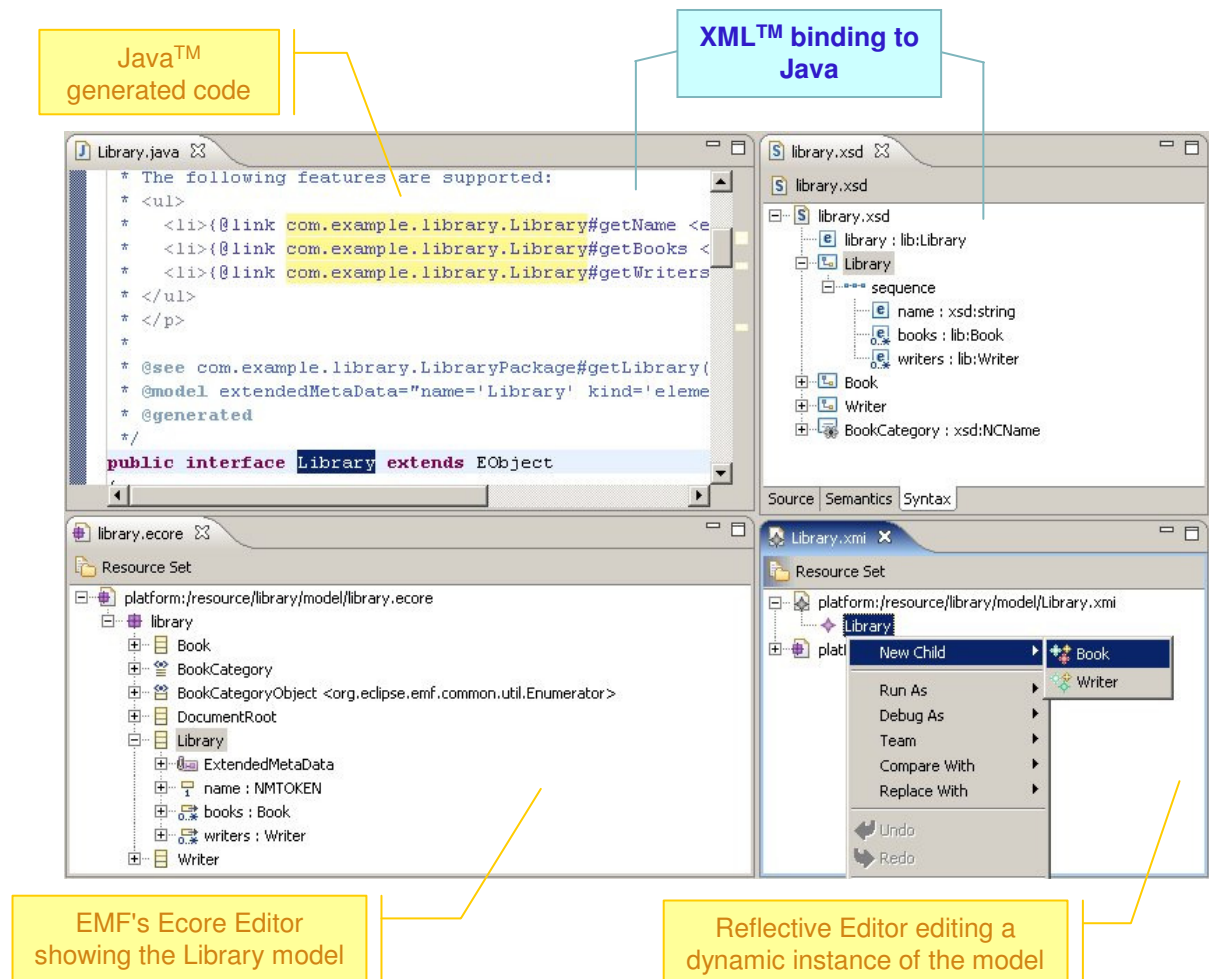 Java™
generated code
XML™ binding to
Java
Library.java
* The following features are supported:
* <ul>
*   <li>{@link com.example.library.Library#getName <e
*   <li>{@link com.example.library.Library#getBooks <
*   <li>{@link com.example.library.Library#getWriters
* </ul>
* </p>
*
* @see com.example.library.LibraryPackage#getLibrary(
* @model extendedMetaData="name='Library' kind='eleme
* @generated
*/
public interface Library extends EObject
library.xsd
library.xsd
library.xsd
library : lib:Library
Library
sequence
name : xsd:string
books : lib:Book
0..*
writers : lib:Writer
0..*
Book
Writer
BookCategory : xsd:NCName
Source Semantics Syntax
library.ecore
Resource Set
platform:/resource/library/model/library.ecore
library
Book
BookCategory
BookCategoryObject <org.eclipse.emf.common.util.Enumerator>
DocumentRoot
Library
ExtendedMetaData
name : NMTOKEN
1
books : Book
0..*
writers : Writer
0..*
Writer
Library.xmi
Resource Set
platform:/resource/library/model/Library.xmi
Library
platf
New Child
Book
Writer
Run As
Debug As
Team
Compare With
Replace With
Undo
Redo
EMF's Ecore Editor
showing the Library model
Reflective Editor editing a
dynamic instance of the model